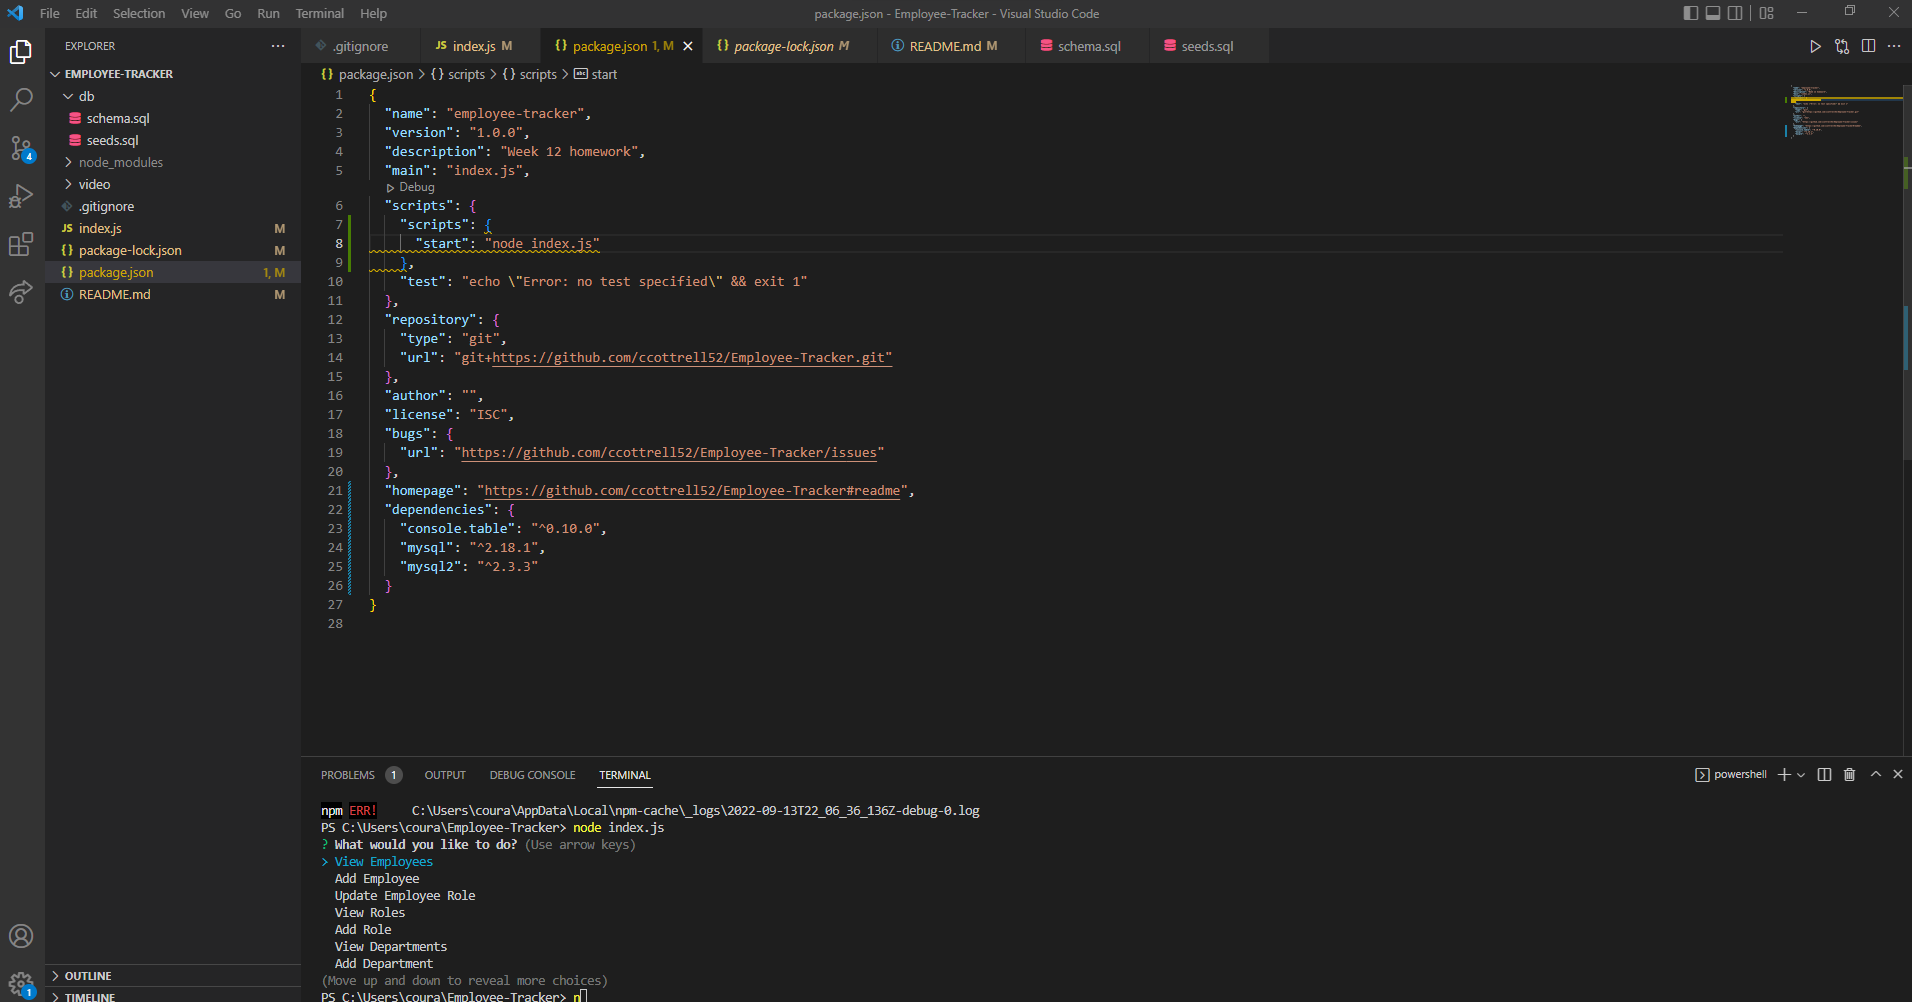 File Edit Selection View Go Run Terminal Help
package.json - Employee-Tracker - Visual Studio Code
EXPLORER
EMPLOYEE-TRACKER
db
schema.sql
seeds.sql
node_modules
video
.gitignore
JS index.js M
{} package-lock.json M
{} package.json 1, M
README.md M
OUTLINE
TIMELINE
4
1
.gitignore JS index.js M {} package.json 1, M {} package-lock.json M README.md M schema.sql seeds.sql
{} package.json > {} scripts > {} scripts > abc start
1 {
2 "name": "employee-tracker",
3 "version": "1.0.0",
4 "description": "Week 12 homework",
5 "main": "index.js",
Debug
6 "scripts": {
7 "scripts": {
8 "start": "node index.js"
9 },
10 "test": "echo \"Error: no test specified\" && exit 1"
11 },
12 "repository": {
13 "type": "git",
14 "url": "git+https://github.com/ccottrell52/Employee-Tracker.git"
15 },
16 "author": "",
17 "license": "ISC",
18 "bugs": {
19 "url": "https://github.com/ccottrell52/Employee-Tracker/issues"
20 },
21 "homepage": "https://github.com/ccottrell52/Employee-Tracker#readme",
22 "dependencies": {
23 "console.table": "^0.10.0",
24 "mysql": "^2.18.1",
25 "mysql2": "^2.3.3"
26 }
27 }
28
PROBLEMS 1 OUTPUT DEBUG CONSOLE TERMINAL
powershell
npm ERR! C:\Users\coura\AppData\Local\npm-cache\_logs\2022-09-13T22_06_36_136Z-debug-0.log
PS C:\Users\coura\Employee-Tracker> node index.js
? What would you like to do? (Use arrow keys)
> View Employees
Add Employee
Update Employee Role
View Roles
Add Role
View Departments
Add Department
(Move up and down to reveal more choices)
PS C:\Users\coura\Employee-Tracker> n